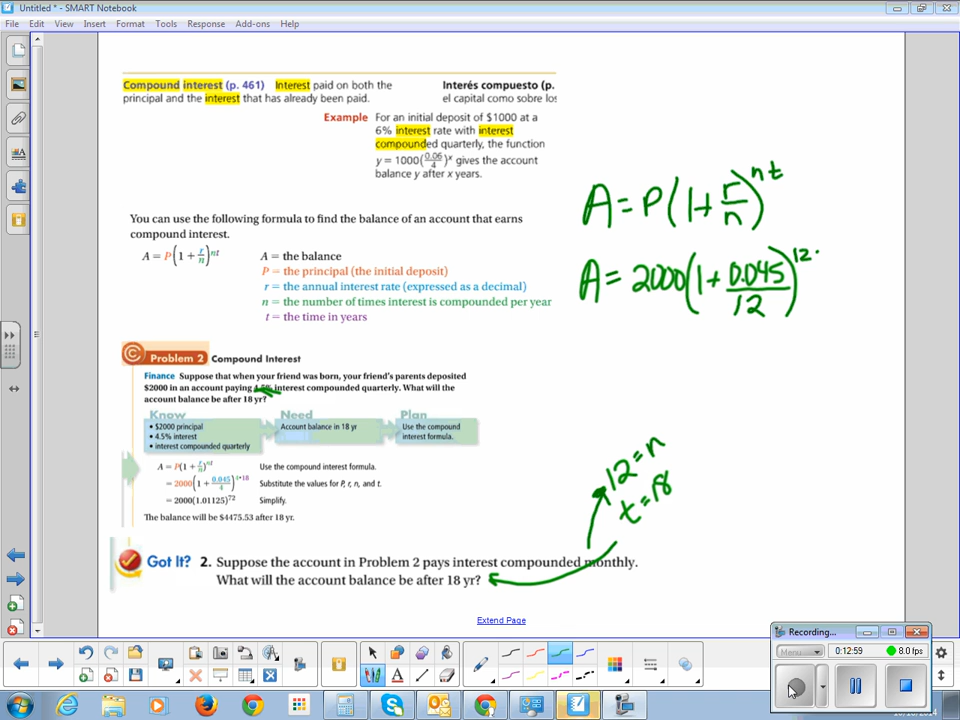 Untitled * - SMART Notebook
File Edit View Insert Format Tools Response Add-ons Help
Compound interest (p. 461) Interest paid on both the
principal and the interest that has already been paid.
Interés compuesto (p.
el capital como sobre los
Example For an initial deposit of $1000 at a
6% interest rate with interest
compounded quarterly, the function
y = 1000(0.06/4)^x gives the account
balance y after x years.
You can use the following formula to find the balance of an account that earns
compound interest.
A = P(1 + r/n)^nt
A = the balance
P = the principal (the initial deposit)
r = the annual interest rate (expressed as a decimal)
n = the number of times interest is compounded per year
t = the time in years
A = P(1 + r/n)^nt
A = 2000(1 + 0.045/12)^12·
C Problem 2 Compound Interest
Finance Suppose that when your friend was born, your friend's parents deposited
$2000 in an account paying 4.5% interest compounded quarterly. What will the
account balance be after 18 yr?
Know Need Plan
• $2000 principal
• 4.5% interest
• interest compounded quarterly
Account balance in 18 yr
Use the compound
interest formula.
A = P(1 + r/n)^nt Use the compound interest formula.
= 2000(1 + 0.045/4)^4•18 Substitute the values for P, r, n, and t.
= 2000(1.01125)^72 Simplify.
The balance will be $4475.53 after 18 yr.
12 = n
t = 18
Got It? 2. Suppose the account in Problem 2 pays interest compounded monthly.
What will the account balance be after 18 yr?
Extend Page
Recording...
Menu
0:12:59 8.0 fps